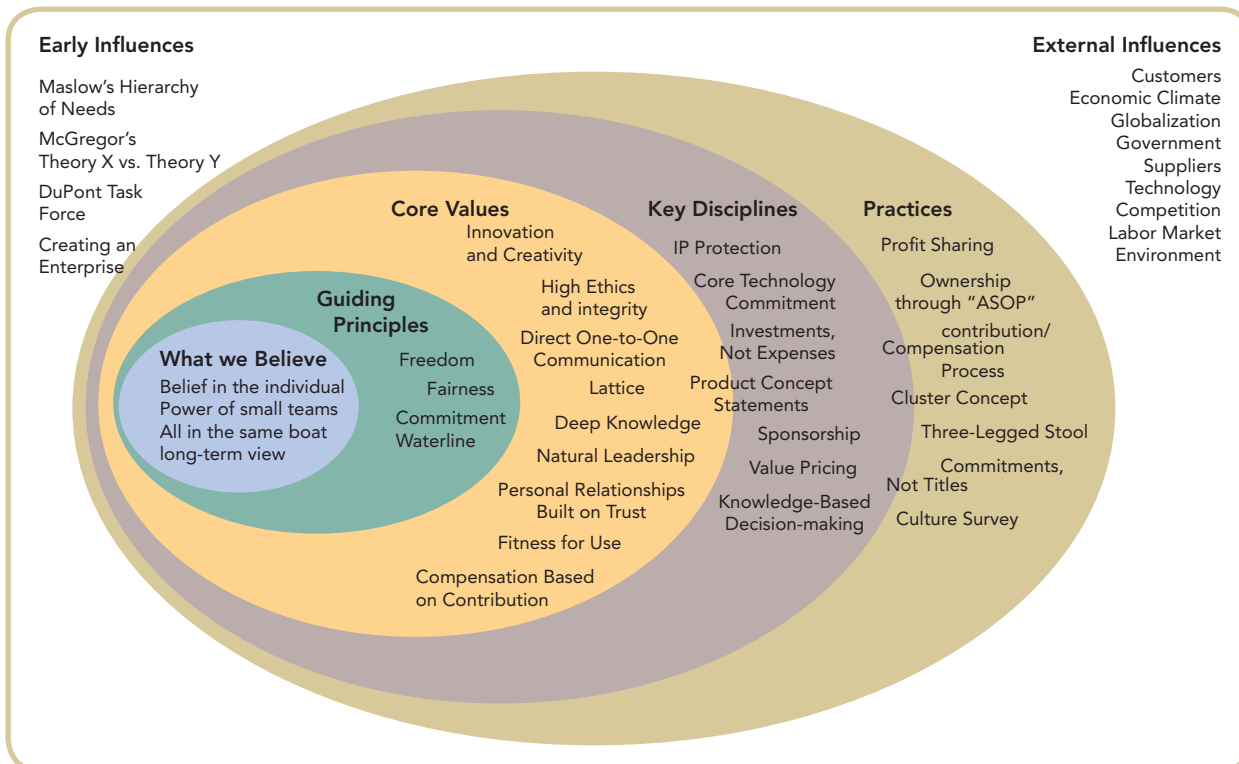 Early Influences
Maslow's Hierarchy
of Needs
McGregor's
Theory X vs. Theory Y
DuPont Task
Force
Creating an
Enterprise
What we Believe
Belief in the individual
Power of small teams
All in the same boat
long-term view
Guiding
Principles
Freedom
Fairness
Commitment
Waterline
Core Values
Innovation
and Creativity
High Ethics
and integrity
Direct One-to-One
Communication
Lattice
Deep Knowledge
Natural Leadership
Personal Relationships
Built on Trust
Fitness for Use
Compensation Based
on Contribution
Key Disciplines
IP Protection
Core Technology
Commitment
Investments,
Not Expenses
Product Concept
Statements
Sponsorship
Value Pricing
Knowledge-Based
Decision-making
Practices
Profit Sharing
Ownership
through “ASOP”
contribution/
Compensation
Process
Cluster Concept
Three-Legged Stool
Commitments,
Not Titles
Culture Survey
External Influences
Customers
Economic Climate
Globalization
Government
Suppliers
Technology
Competition
Labor Market
Environment